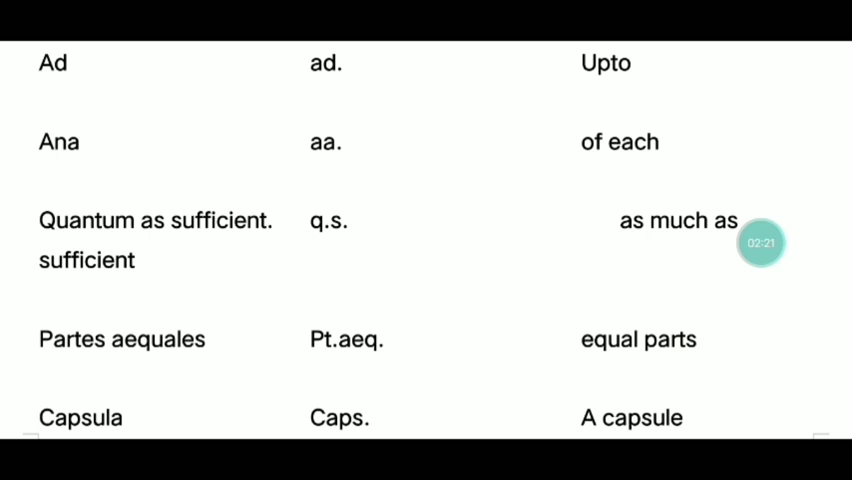 Ad ad. Upto
Ana aa. of each
Quantum as sufficient. q.s. as much as
sufficient
02:21
Partes aequales Pt.aeq. equal parts
Capsula Caps. A capsule